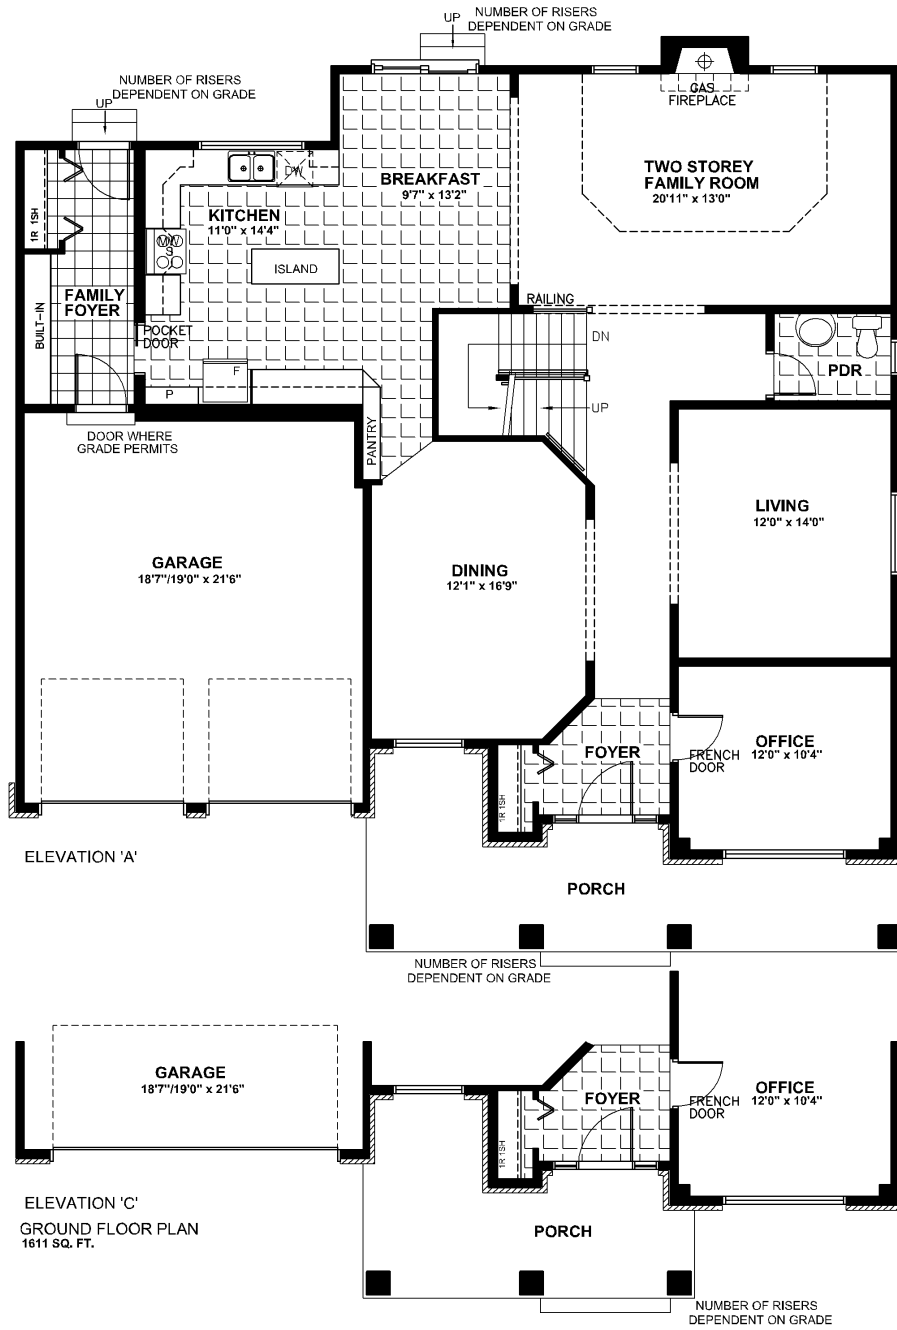 NUMBER OF RISERS
DEPENDENT ON GRADE
UP
NUMBER OF RISERS
DEPENDENT ON GRADE
UP
GAS
FIREPLACE
TWO STOREY
FAMILY ROOM
20'11" x 13'0"
BREAKFAST
9'7" x 13'2"
DW
KITCHEN
11'0" x 14'4"
1R 1SH
MW
S
ISLAND
FAMILY
FOYER
BUILT-IN
RAILING
POCKET
DOOR
DN
PDR
F
P
UP
PANTRY
DOOR WHERE
GRADE PERMITS
LIVING
12'0" x 14'0"
GARAGE
18'7"/19'0" x 21'6"
DINING
12'1" x 16'9"
FOYER
OFFICE
12'0" x 10'4"
FRENCH
DOOR
1R 1SH
ELEVATION 'A'
PORCH
NUMBER OF RISERS
DEPENDENT ON GRADE
GARAGE
18'7"/19'0" x 21'6"
FOYER
OFFICE
12'0" x 10'4"
FRENCH
DOOR
1R 1SH
ELEVATION 'C'
GROUND FLOOR PLAN
1611 SQ. FT.
PORCH
NUMBER OF RISERS
DEPENDENT ON GRADE